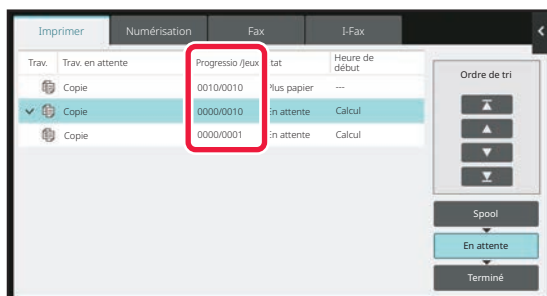 Imprimer Numérisation Fax I-Fax
Trav. Trav. en attente Progressio /Jeux tat Heure de début
Copie 0010/0010 Plus papier ---
Copie 0000/0010 En attente Calcul
Copie 0000/0001 En attente Calcul
Ordre de tri
Spool
En attente
Terminé